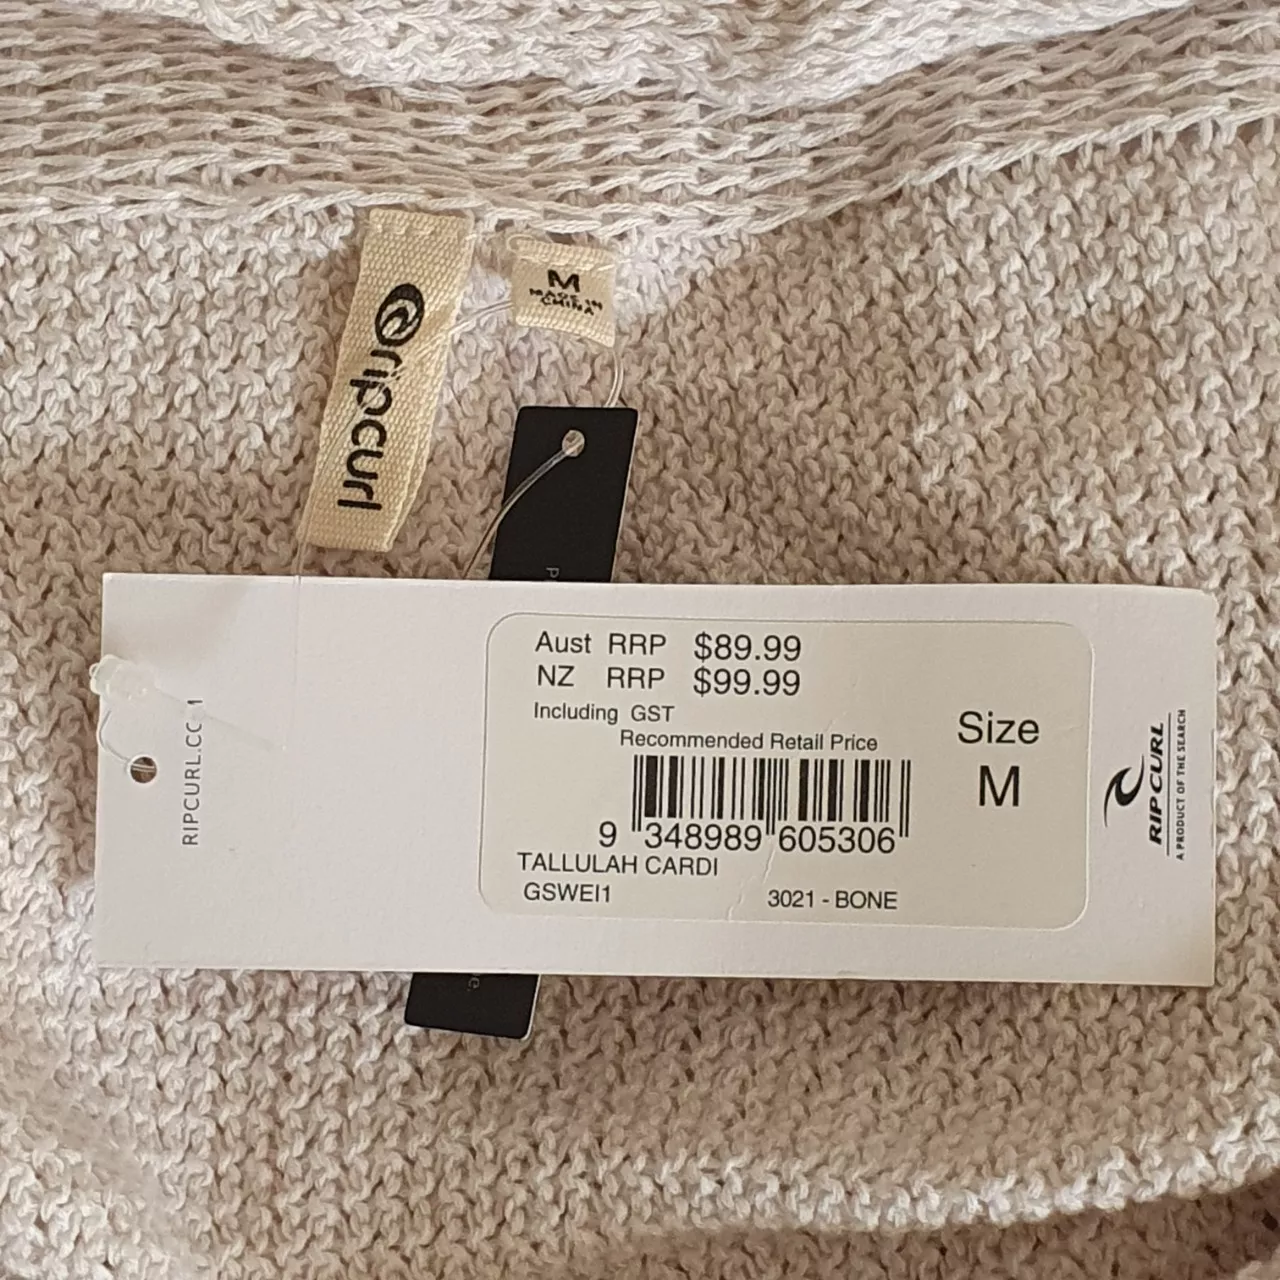 ripcurl
M
MADE IN
CHINA
Aust RRP $89.99
NZ RRP $99.99
Including GST
Recommended Retail Price
9 348989 605306
TALLULAH CARDI
GSWEI1 3021 - BONE
Size
M
RIP CURL
A PRODUCT OF THE SEARCH